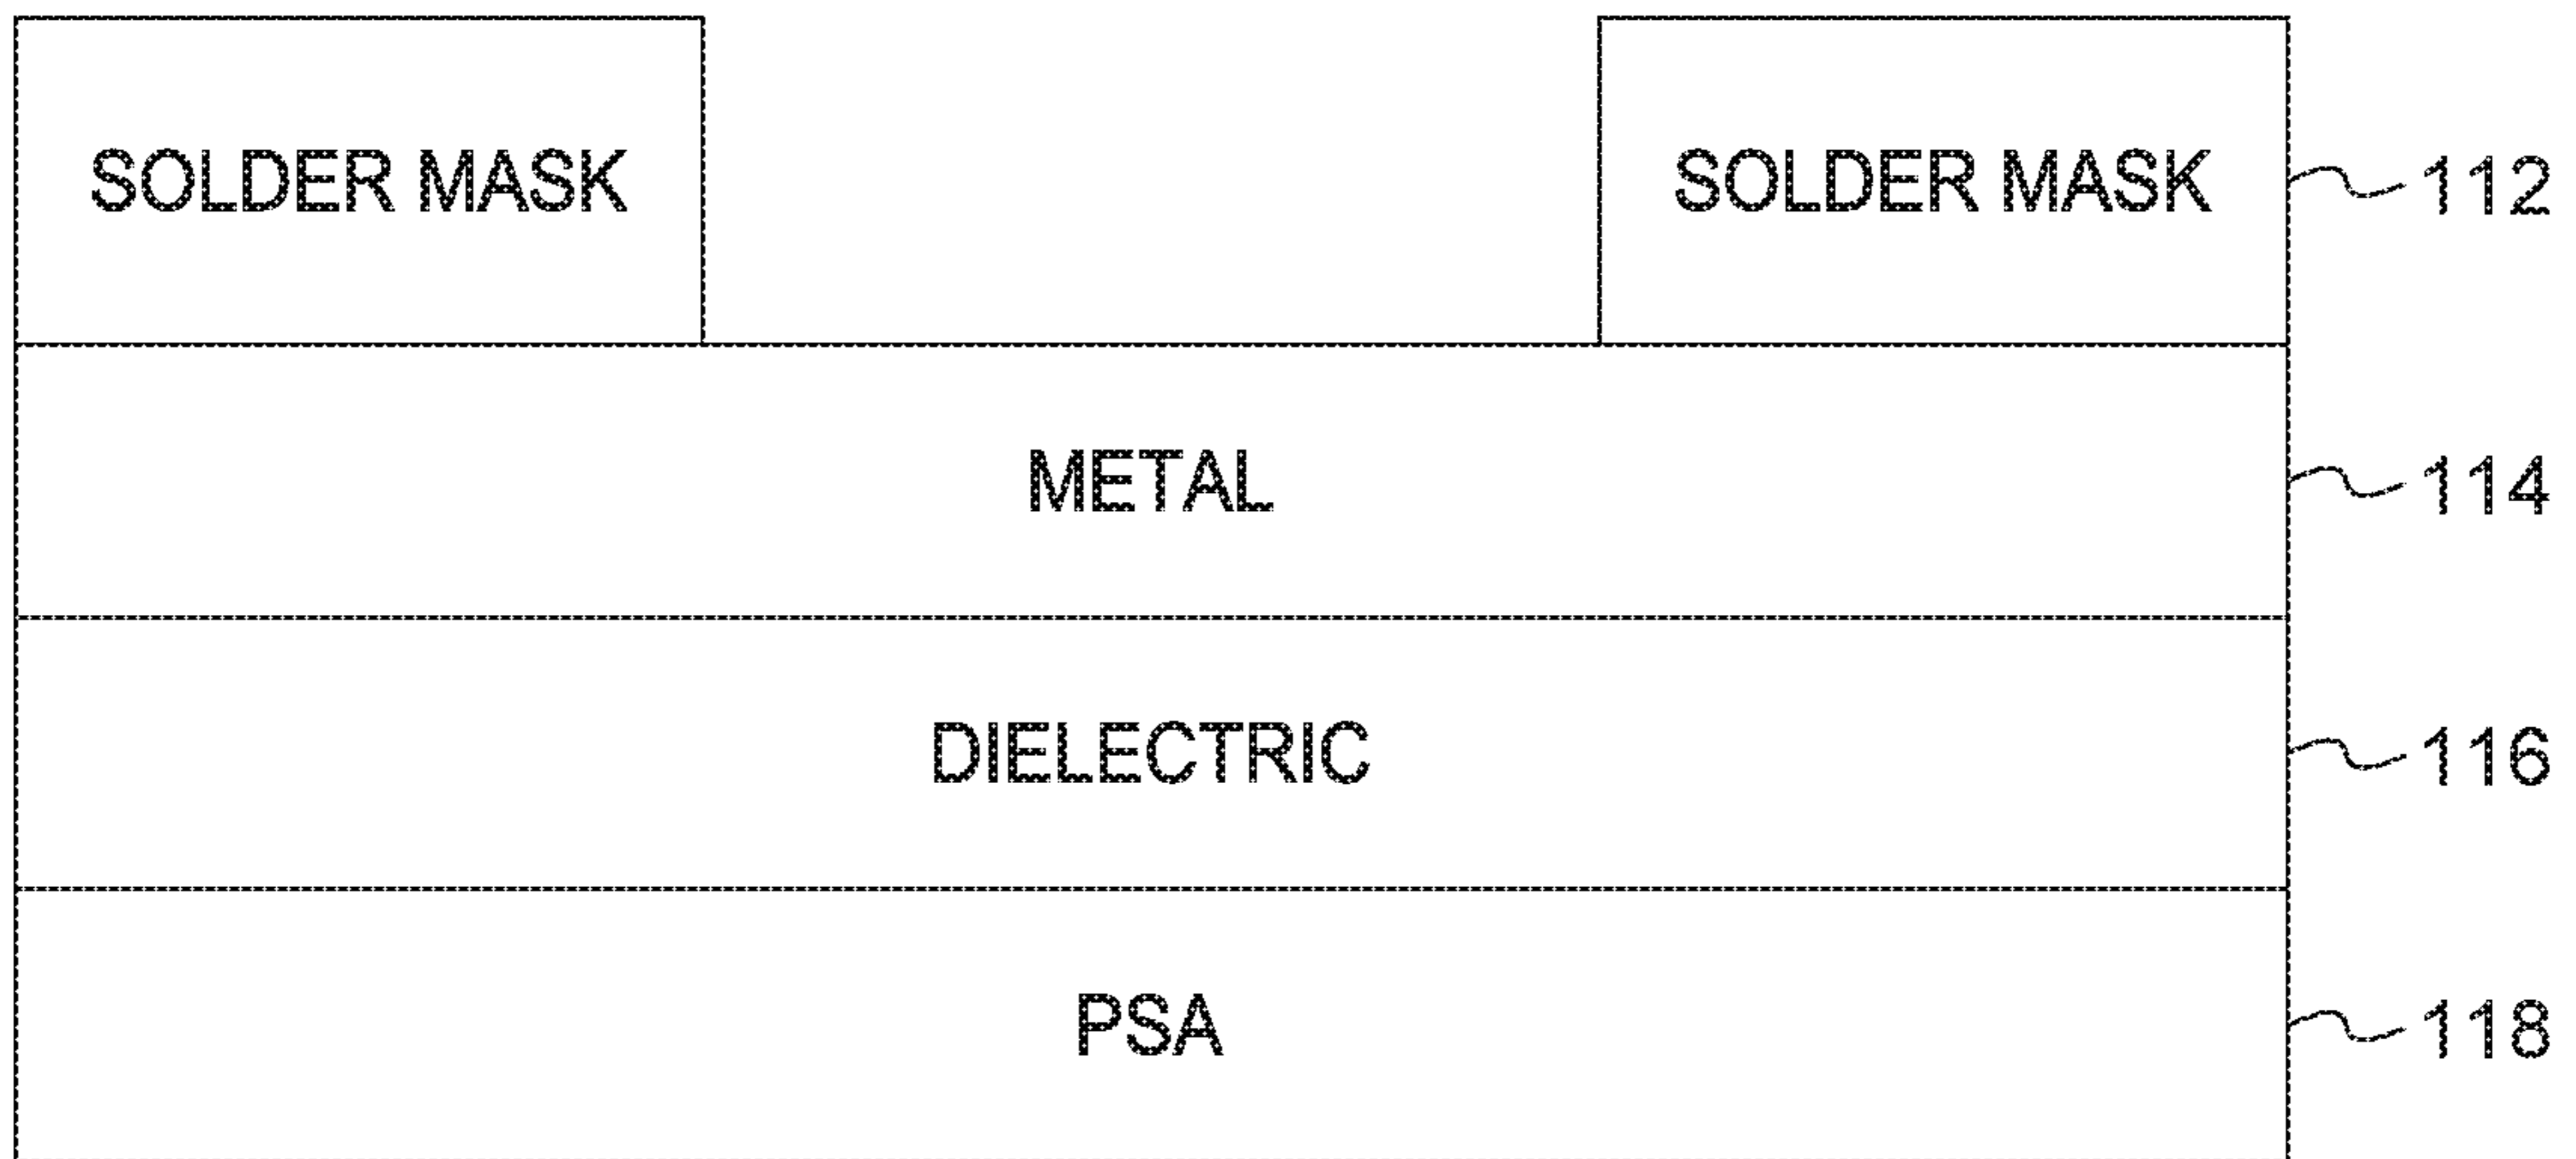 SOLDER MASK SOLDER MASK 112
METAL 114
DIELECTRIC 116
PSA 118